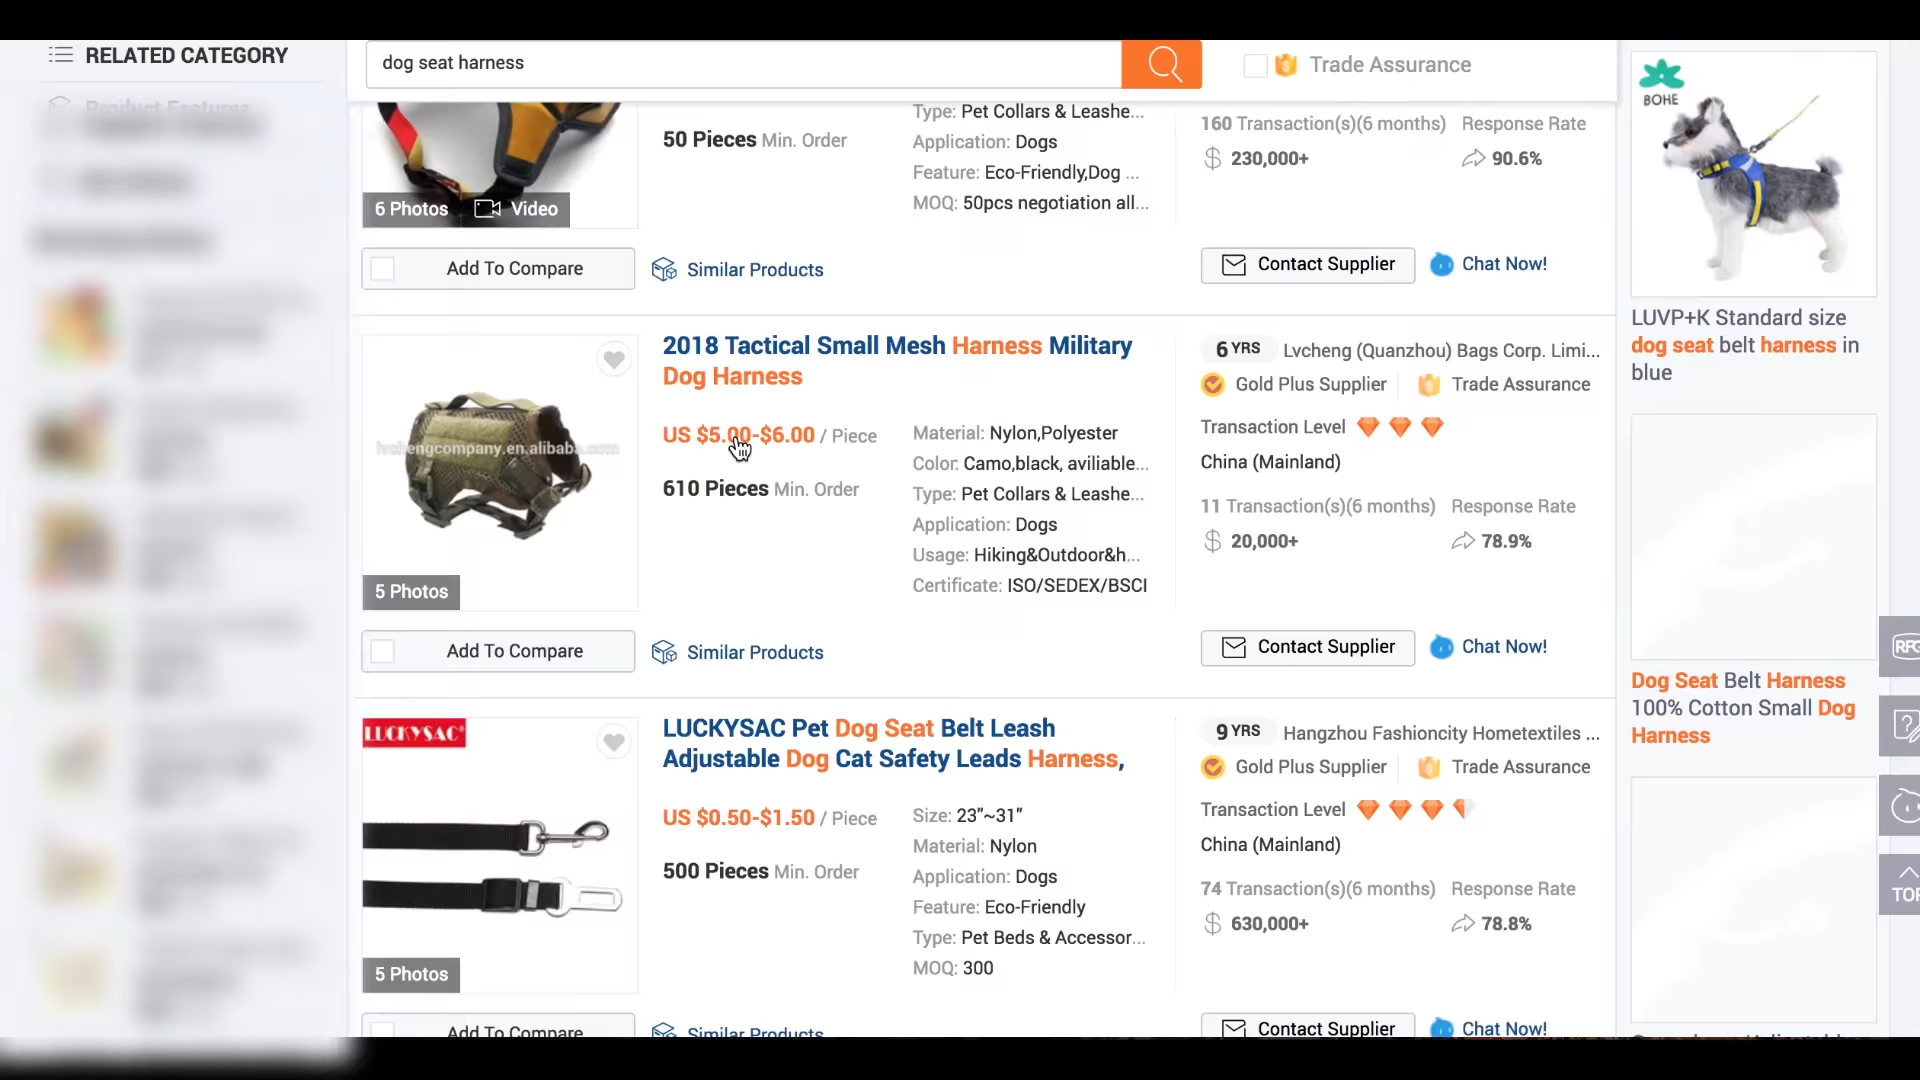 RELATED CATEGORY
dog seat harness
Trade Assurance
Product Features
50 Pieces Min. Order
Type: Pet Collars & Leashe...
Application: Dogs
Feature: Eco-Friendly,Dog ...
MOQ: 50pcs negotiation all...
160 Transaction(s)(6 months) Response Rate
230,000+ 90.6%
6 Photos Video
Add To Compare
Similar Products
Contact Supplier
Chat Now!
2018 Tactical Small Mesh Harness Military
Dog Harness
US $5.00-$6.00 / Piece
610 Pieces Min. Order
Material: Nylon,Polyester
Color: Camo,black, aviliable...
Type: Pet Collars & Leashe...
Application: Dogs
Usage: Hiking&Outdoor&h...
Certificate: ISO/SEDEX/BSCI
6 YRS Lvcheng (Quanzhou) Bags Corp. Limi...
Gold Plus Supplier Trade Assurance
Transaction Level
China (Mainland)
11 Transaction(s)(6 months) Response Rate
20,000+ 78.9%
5 Photos
Add To Compare
Similar Products
Contact Supplier
Chat Now!
LUCKYSAC®
LUCKYSAC Pet Dog Seat Belt Leash
Adjustable Dog Cat Safety Leads Harness,
US $0.50-$1.50 / Piece
500 Pieces Min. Order
Size: 23”~31”
Material: Nylon
Application: Dogs
Feature: Eco-Friendly
Type: Pet Beds & Accessor...
MOQ: 300
9 YRS Hangzhou Fashioncity Hometextiles ...
Gold Plus Supplier Trade Assurance
Transaction Level
China (Mainland)
74 Transaction(s)(6 months) Response Rate
630,000+ 78.8%
5 Photos
Add To Compare
Similar Products
Contact Supplier
Chat Now!
BOHE
LUVP+K Standard size
dog seat belt harness in
blue
Dog Seat Belt Harness
100% Cotton Small Dog
Harness
RFQ
TOP